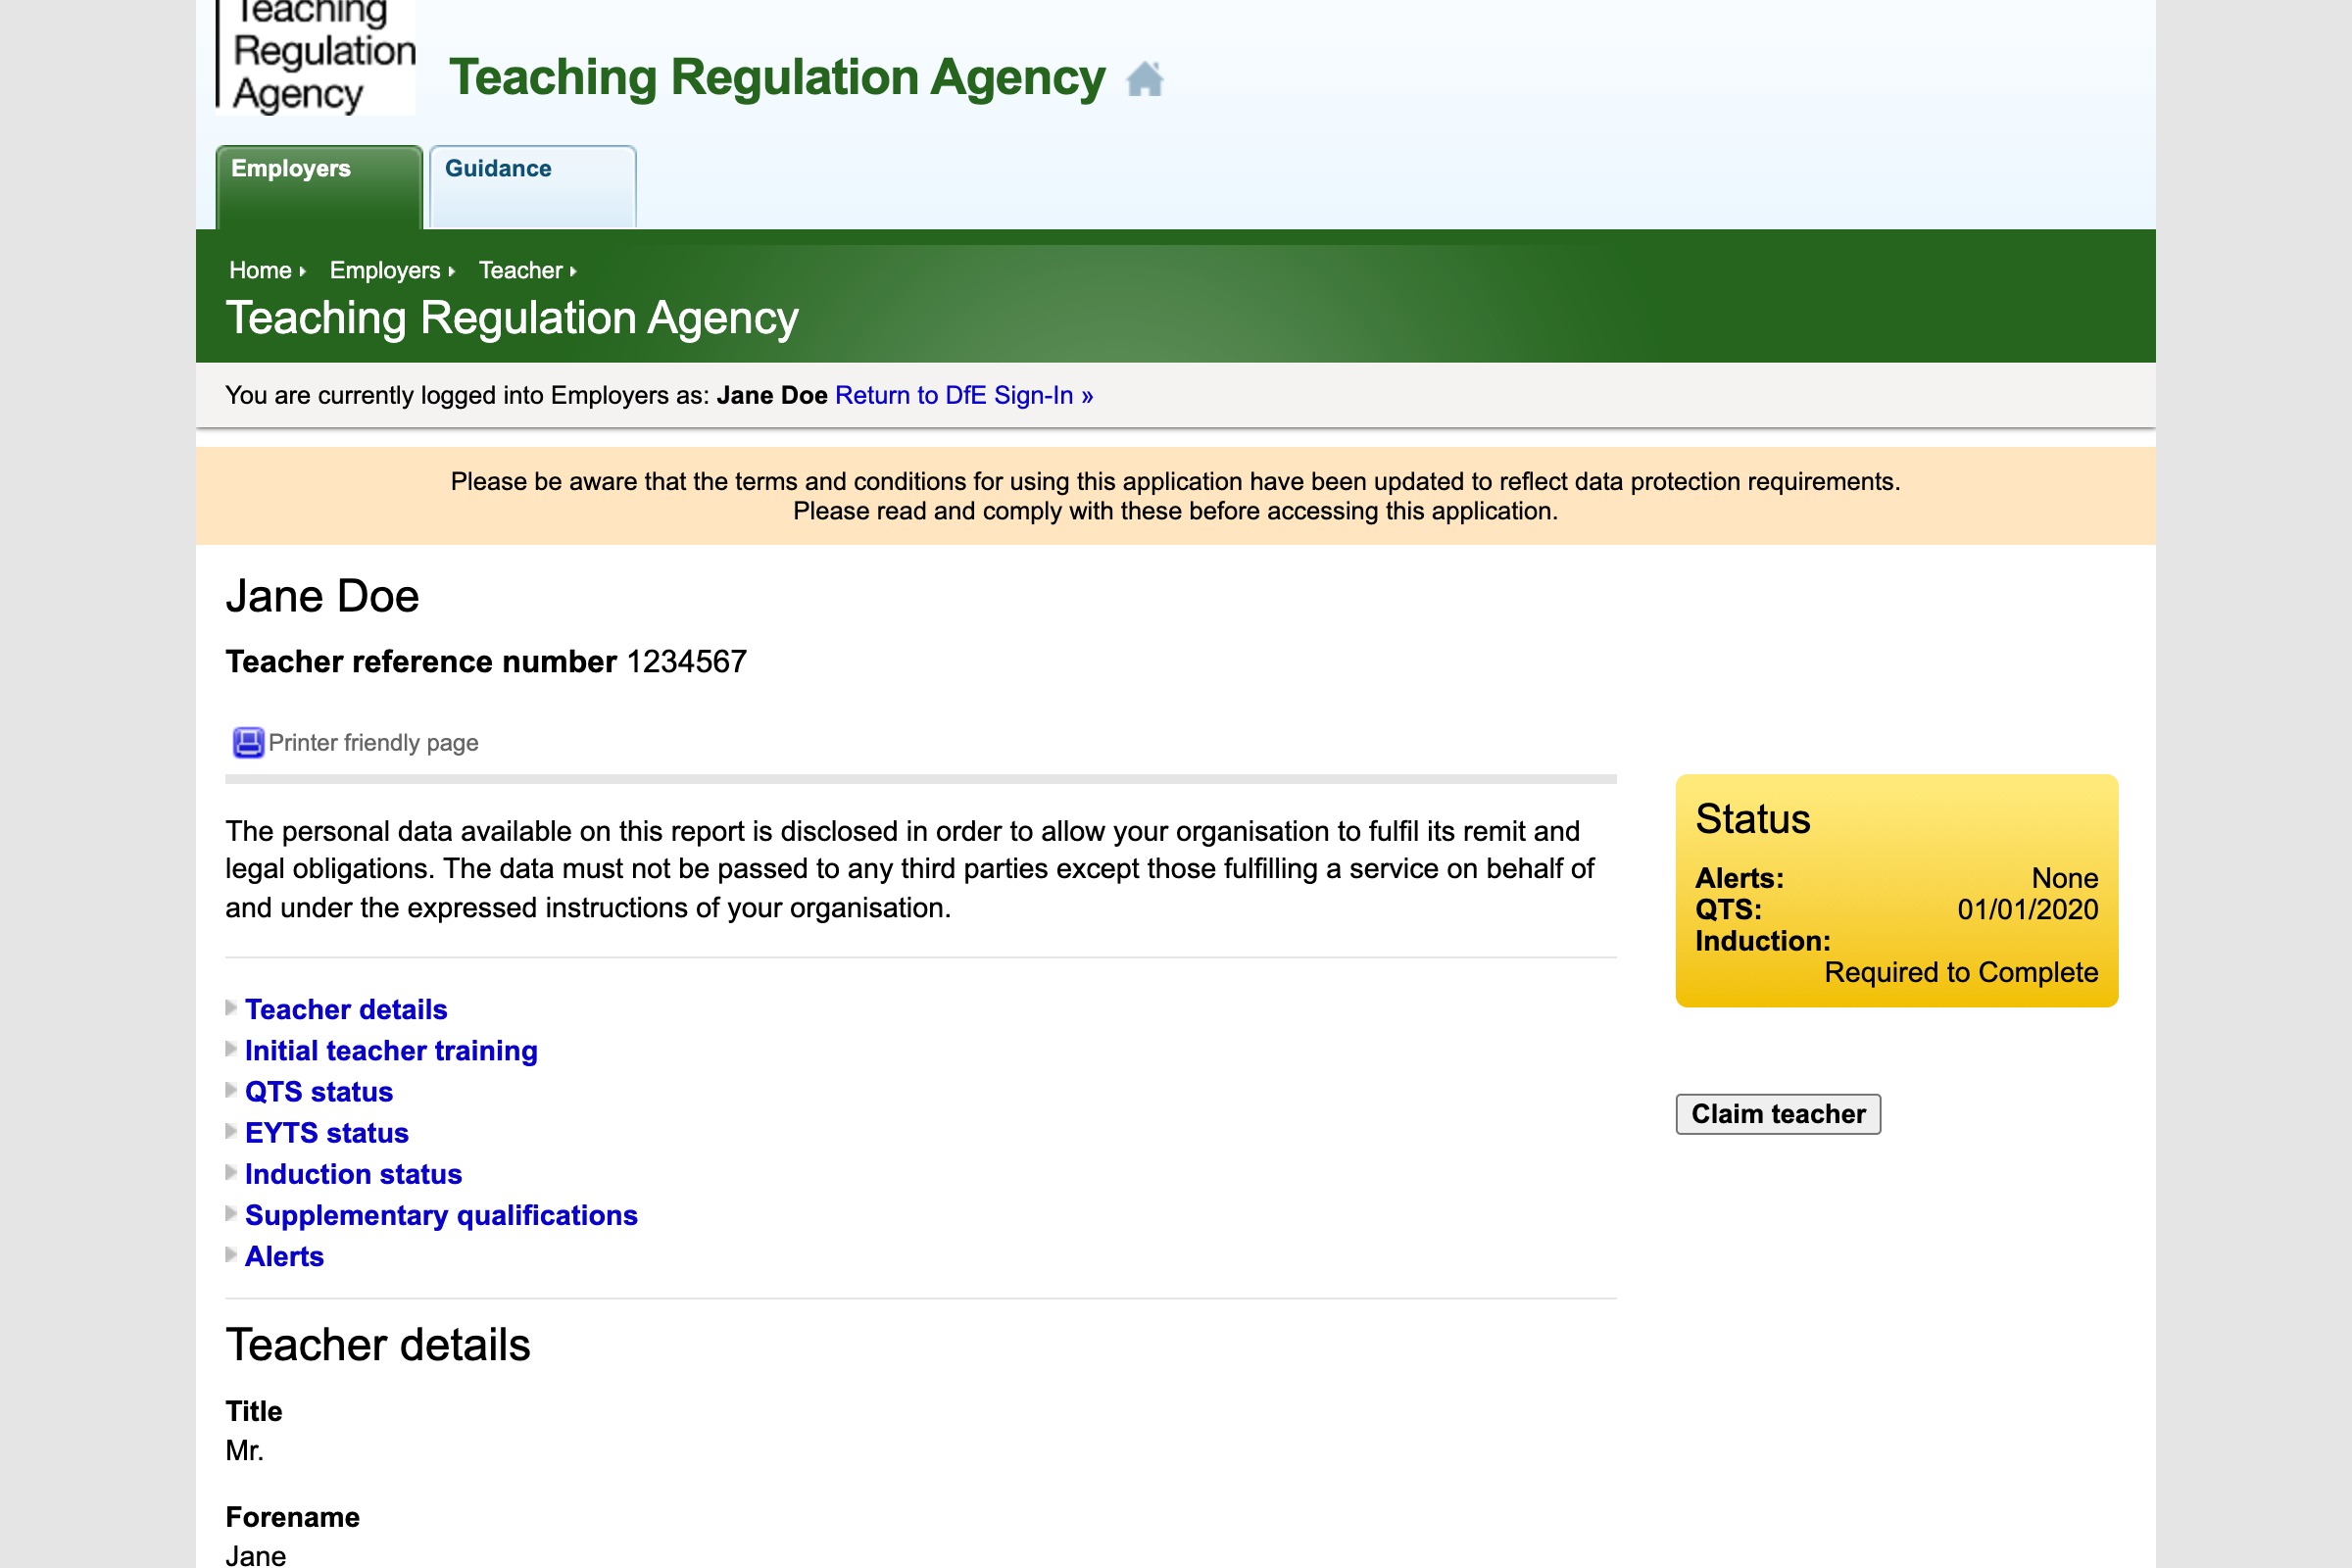 Teaching
Regulation
Agency
Teaching Regulation Agency
Employers
Guidance
Home Employers Teacher
Teaching Regulation Agency
You are currently logged into Employers as: Jane Doe Return to DfE Sign-In »
Please be aware that the terms and conditions for using this application have been updated to reflect data protection requirements.
Please read and comply with these before accessing this application.
Jane Doe
Teacher reference number 1234567
Printer friendly page
The personal data available on this report is disclosed in order to allow your organisation to fulfil its remit and
legal obligations. The data must not be passed to any third parties except those fulfilling a service on behalf of
and under the expressed instructions of your organisation.
Status
Alerts: None
QTS: 01/01/2020
Induction:
Required to Complete
Claim teacher
Teacher details
Initial teacher training
QTS status
EYTS status
Induction status
Supplementary qualifications
Alerts
Teacher details
Title
Mr.
Forename
Jane